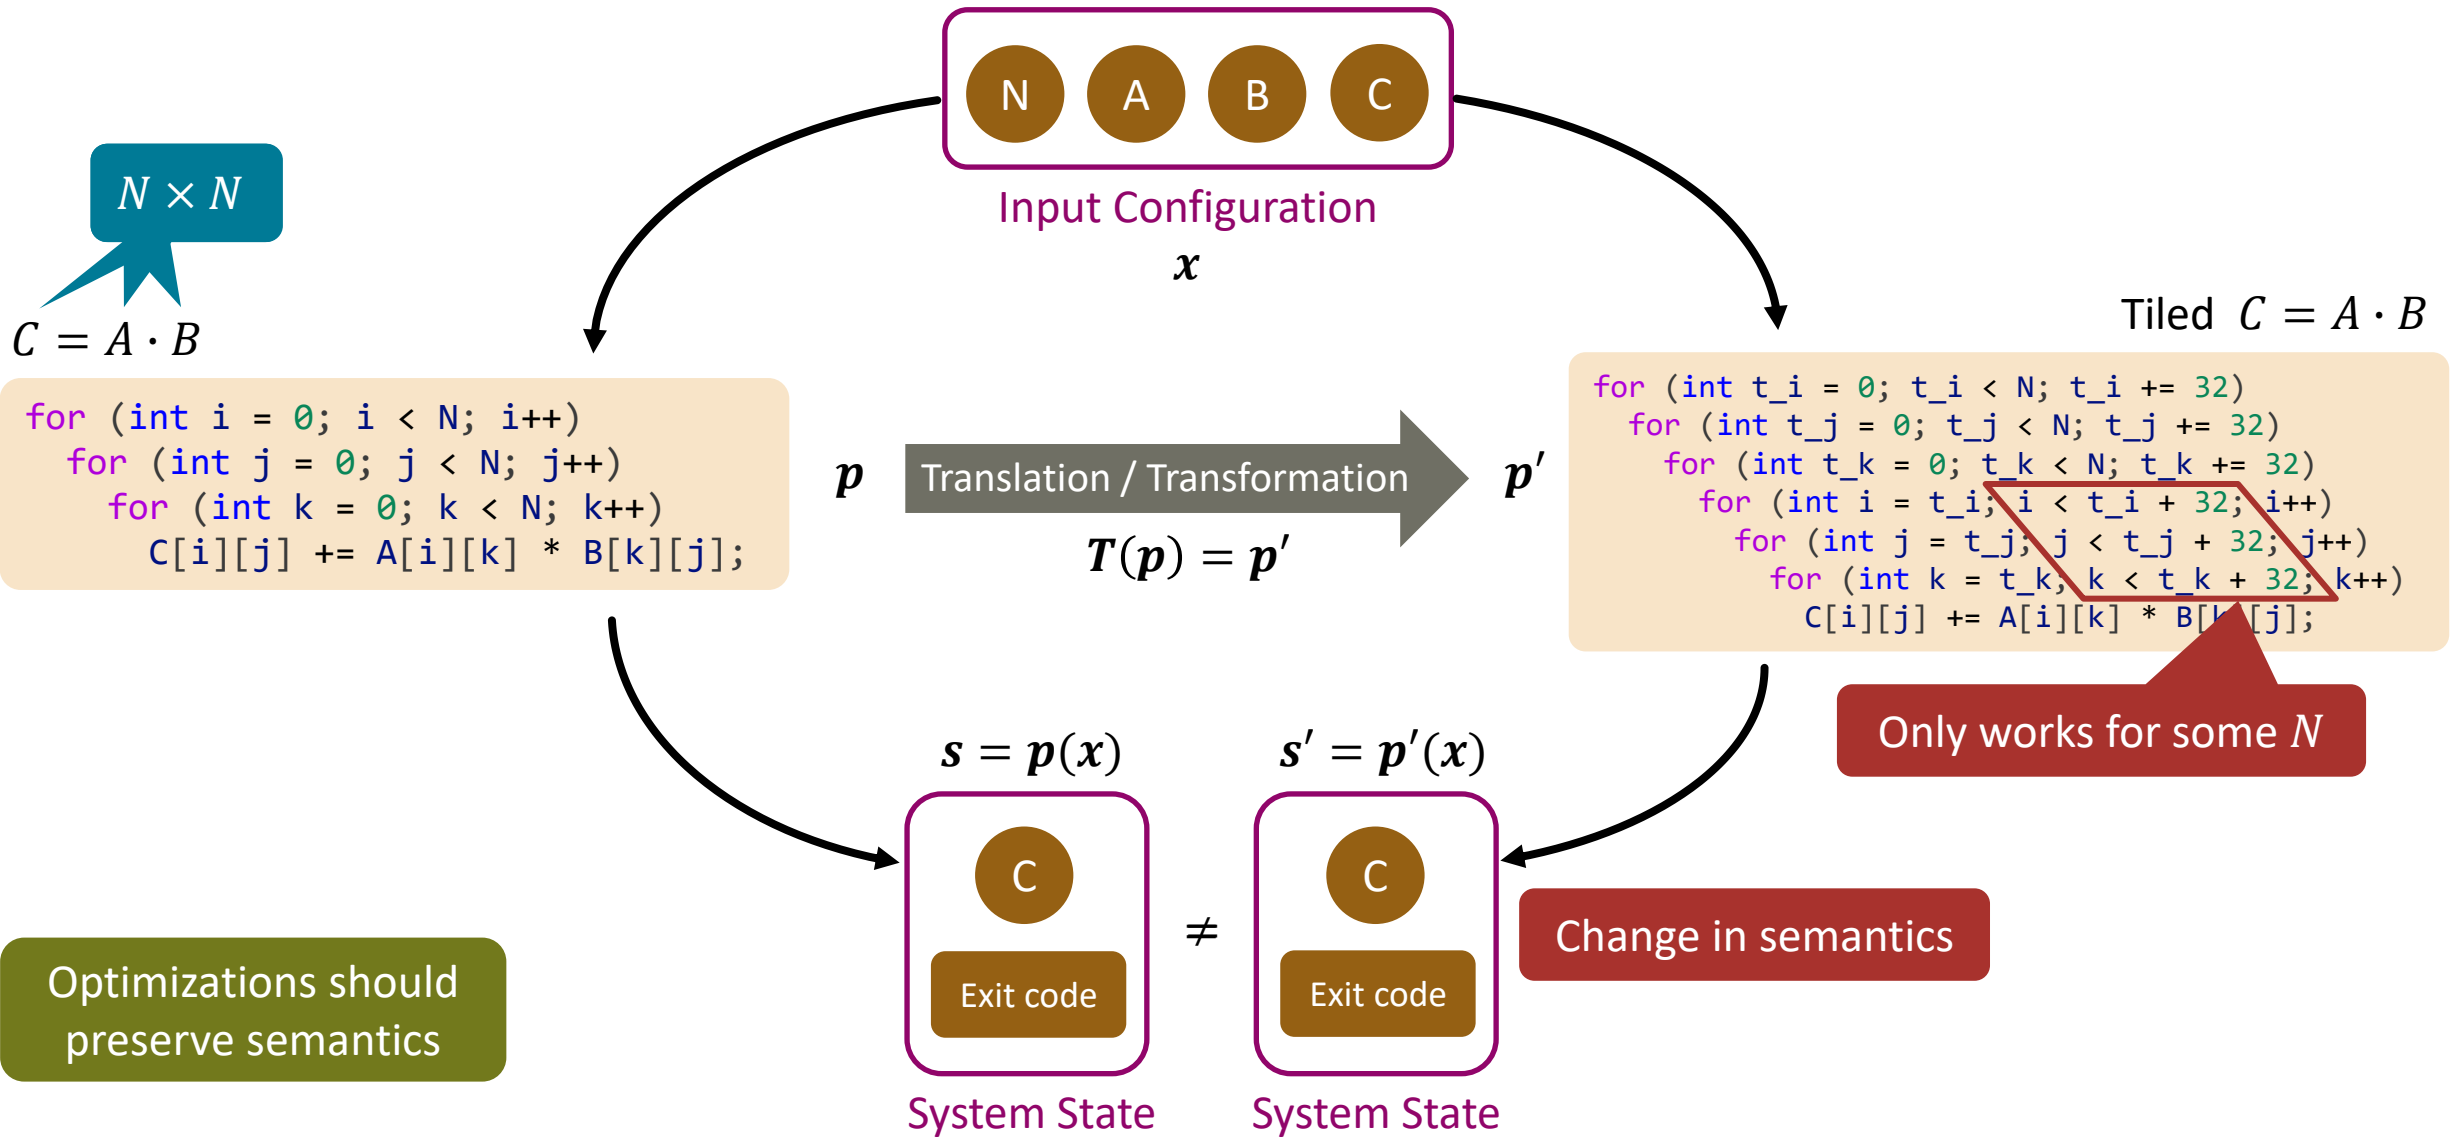 N A B C
Input Configuration
x
N × N
C = A · B
for (int i = 0; i < N; i++)
for (int j = 0; j < N; j++)
for (int k = 0; k < N; k++)
C[i][j] += A[i][k] * B[k][j];
p
Translation / Transformation
p′
T(p) = p′
Tiled C = A · B
for (int t_i = 0; t_i < N; t_i += 32)
for (int t_j = 0; t_j < N; t_j += 32)
for (int t_k = 0; t_k < N; t_k += 32)
for (int i = t_i; i < t_i + 32; i++)
for (int j = t_j; j < t_j + 32; j++)
for (int k = t_k; k < t_k + 32; k++)
C[i][j] += A[i][k] * B[k][j];
Only works for some N
s = p(x)
s′ = p′(x)
C
Exit code
System State
≠
C
Exit code
System State
Change in semantics
Optimizations should
preserve semantics